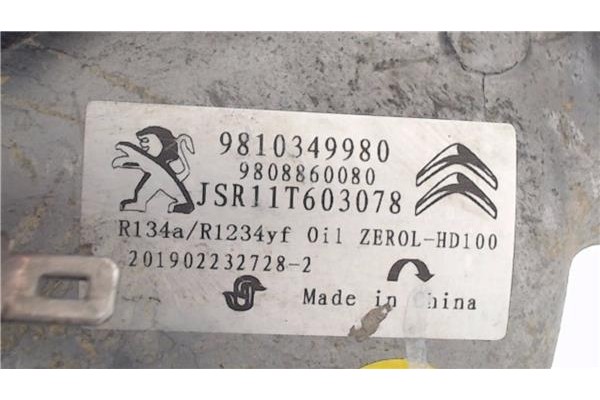 9810349980
9808860080
JSR11T603078
R134a/R1234yf Oil ZEROL-HD100
201902232728-2
Made in China